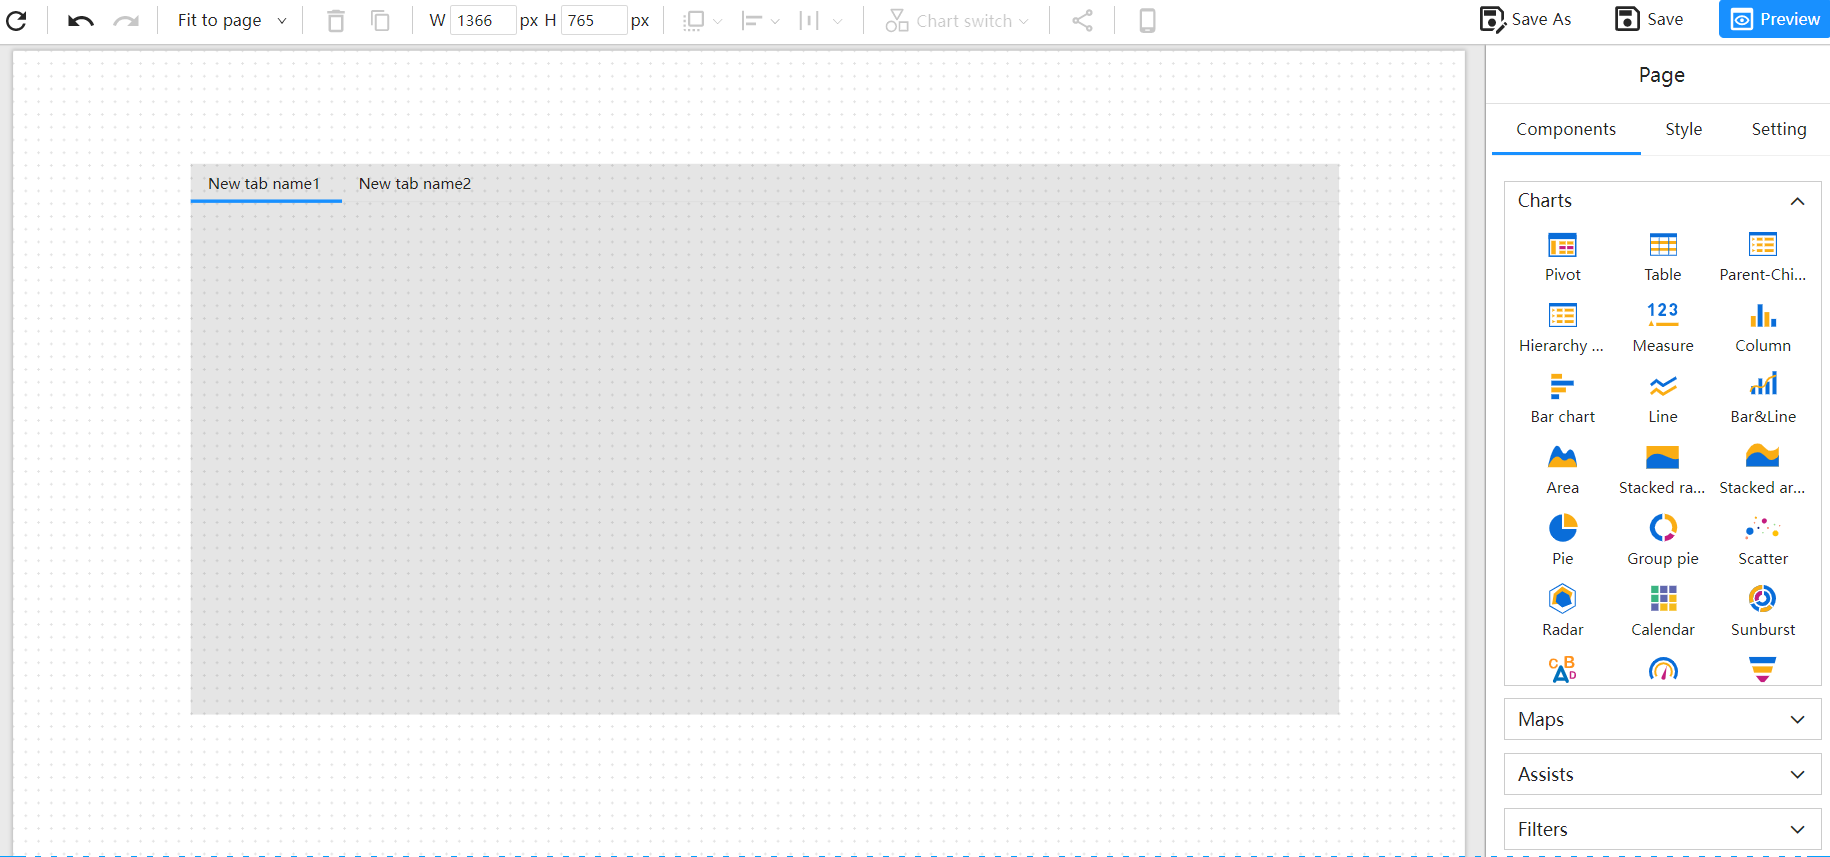 Fit to page
W 1366 px H 765 px
Chart switch
Save As
Save
Preview
New tab name1
New tab name2
Page
Components
Style
Setting
Charts
Pivot
Table
Parent-Chi...
Hierarchy ...
123
Measure
Column
Bar chart
Line
Bar&Line
Area
Stacked ra...
Stacked ar...
Pie
Group pie
Scatter
Radar
Calendar
Sunburst
C B A D
Maps
Assists
Filters